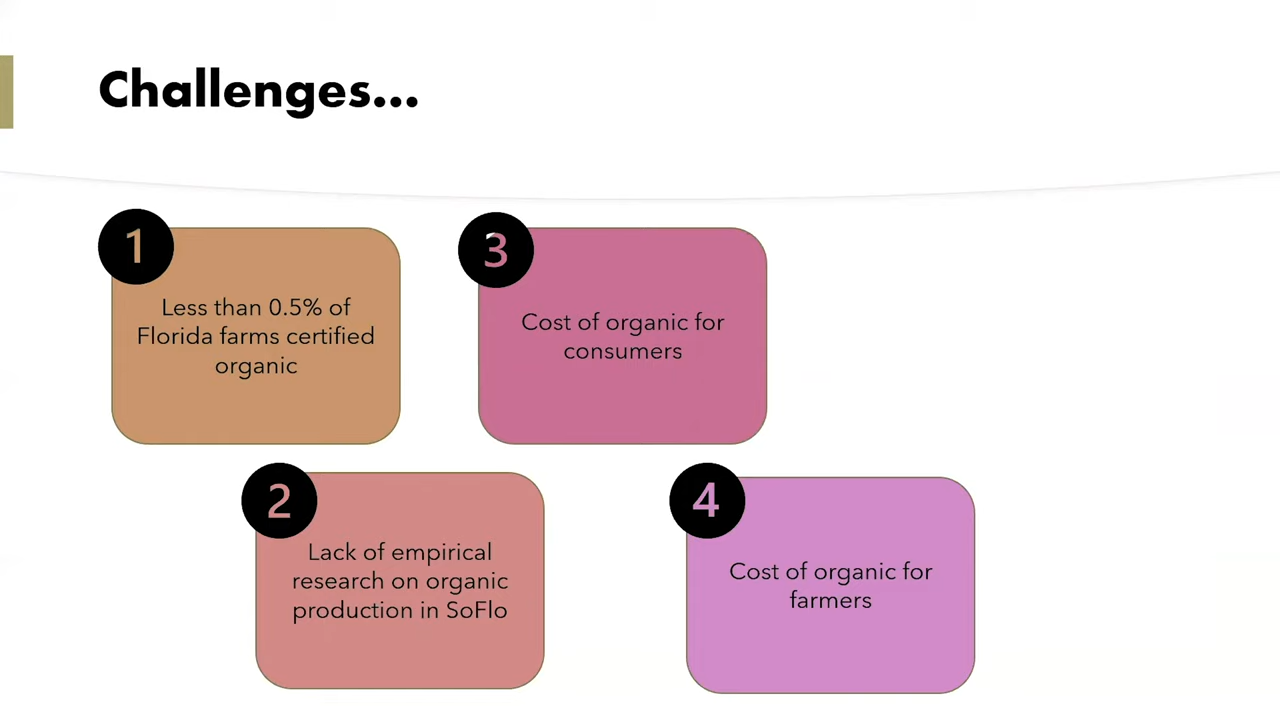 Challenges...
1
Less than 0.5% of
Florida farms certified
organic
2
Lack of empirical
research on organic
production in SoFlo
3
Cost of organic for
consumers
4
Cost of organic for
farmers